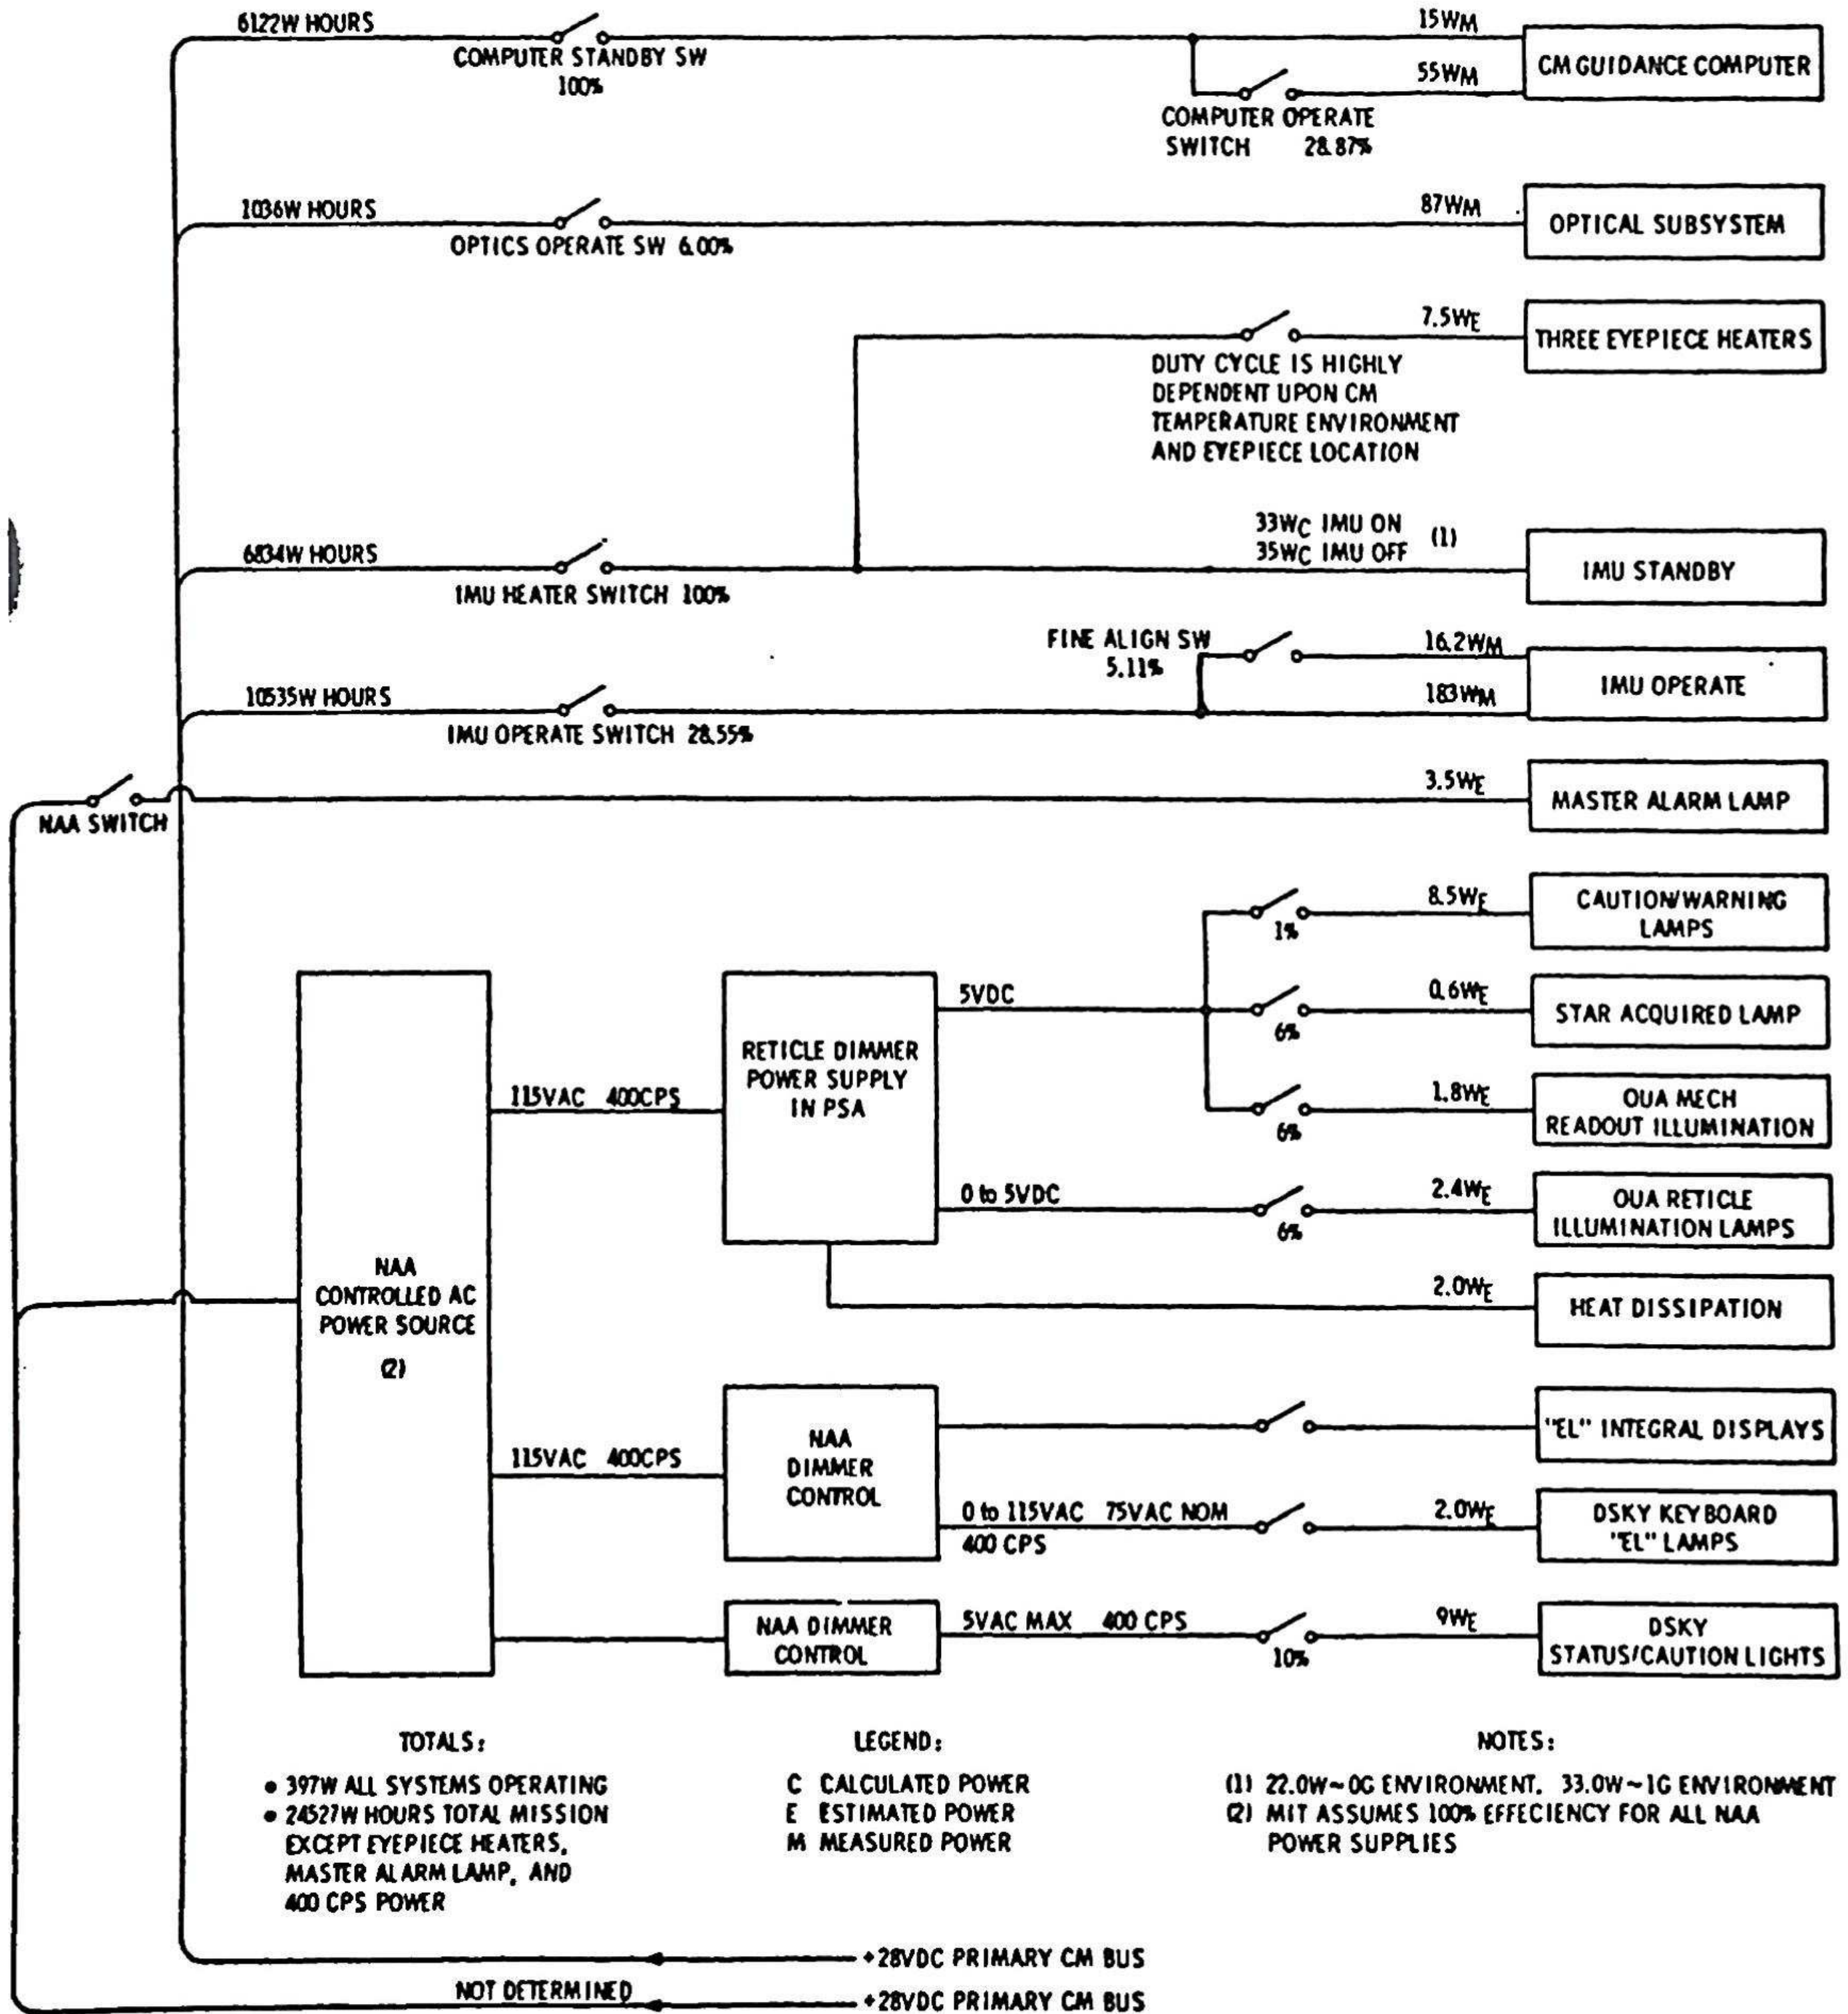 6122W HOURS
COMPUTER STANDBY SW
100%
15WM
55WM
CM GUIDANCE COMPUTER
COMPUTER OPERATE
SWITCH 28.87%
1036W HOURS
OPTICS OPERATE SW 6.00%
87WM
OPTICAL SUBSYSTEM
7.5WE
THREE EYEPIECE HEATERS
DUTY CYCLE IS HIGHLY
DEPENDENT UPON CM
TEMPERATURE ENVIRONMENT
AND EYEPIECE LOCATION
6834W HOURS
IMU HEATER SWITCH 100%
33WC IMU ON
35WC IMU OFF
(1)
IMU STANDBY
FINE ALIGN SW
5.11%
16.2WM
183WM
IMU OPERATE
10535W HOURS
IMU OPERATE SWITCH 28.55%
NAA SWITCH
3.5WE
MASTER ALARM LAMP
8.5WE
1%
CAUTION/WARNING
LAMPS
5VDC
0.6WE
6%
STAR ACQUIRED LAMP
1.8WE
6%
OUA MECH
READOUT ILLUMINATION
RETICLE DIMMER
POWER SUPPLY
IN PSA
115VAC 400CPS
0 to 5VDC
2.4WE
6%
OUA RETICLE
ILLUMINATION LAMPS
2.0WE
HEAT DISSIPATION
NAA
CONTROLLED AC
POWER SOURCE
(2)
115VAC 400CPS
NAA
DIMMER
CONTROL
"EL" INTEGRAL DISPLAYS
0 to 115VAC 75VAC NOM
400 CPS
2.0WE
DSKY KEYBOARD
"EL" LAMPS
NAA DIMMER
CONTROL
5VAC MAX 400 CPS
10%
9WE
DSKY
STATUS/CAUTION LIGHTS
TOTALS:
• 397W ALL SYSTEMS OPERATING
• 24527W HOURS TOTAL MISSION
EXCEPT EYEPIECE HEATERS,
MASTER ALARM LAMP, AND
400 CPS POWER
LEGEND:
C CALCULATED POWER
E ESTIMATED POWER
M MEASURED POWER
NOTES:
(1) 22.0W~0G ENVIRONMENT. 33.0W~1G ENVIRONMENT
(2) MIT ASSUMES 100% EFFECIENCY FOR ALL NAA
POWER SUPPLIES
+28VDC PRIMARY CM BUS
NOT DETERMINED
+28VDC PRIMARY CM BUS